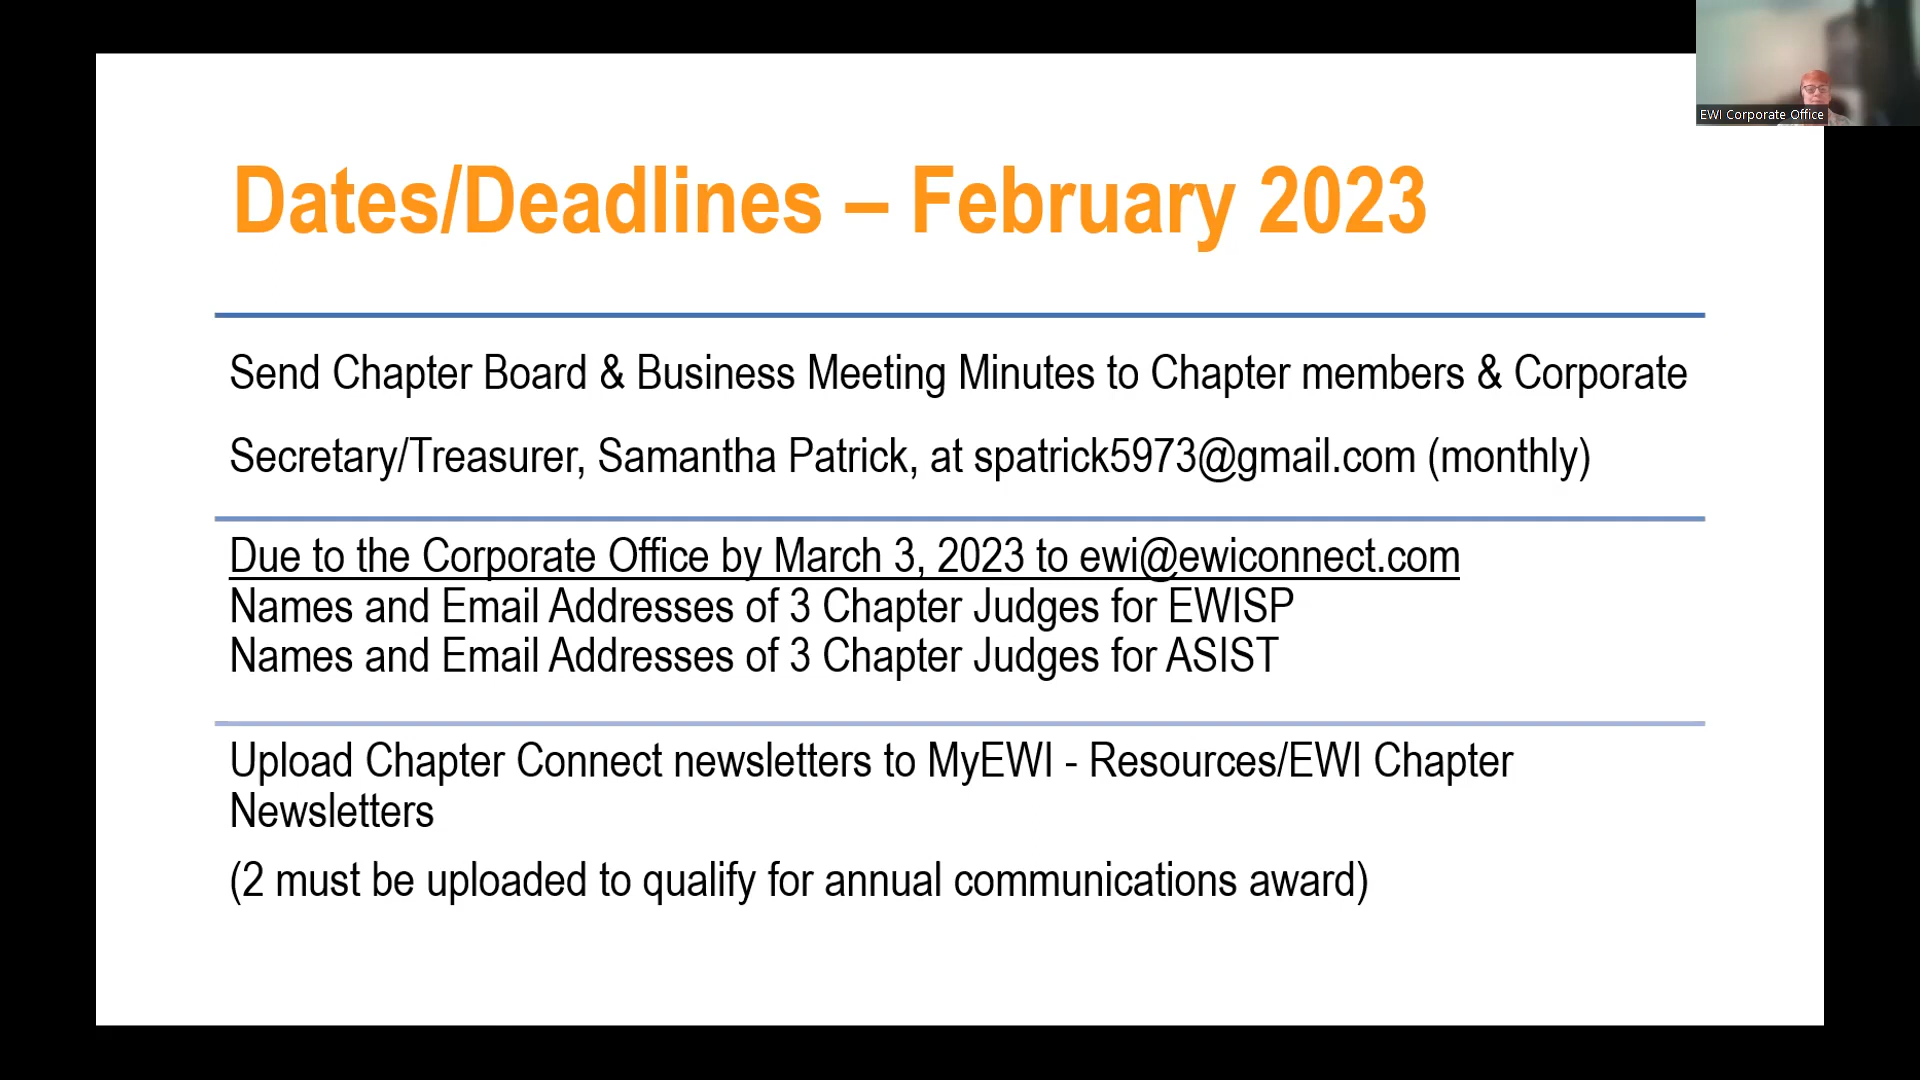 EWI Corporate Office
Dates/Deadlines – February 2023
Send Chapter Board & Business Meeting Minutes to Chapter members & Corporate
Secretary/Treasurer, Samantha Patrick, at spatrick5973@gmail.com (monthly)
Due to the Corporate Office by March 3, 2023 to ewi@ewiconnect.com
Names and Email Addresses of 3 Chapter Judges for EWISP
Names and Email Addresses of 3 Chapter Judges for ASIST
Upload Chapter Connect newsletters to MyEWI - Resources/EWI Chapter
Newsletters
(2 must be uploaded to qualify for annual communications award)